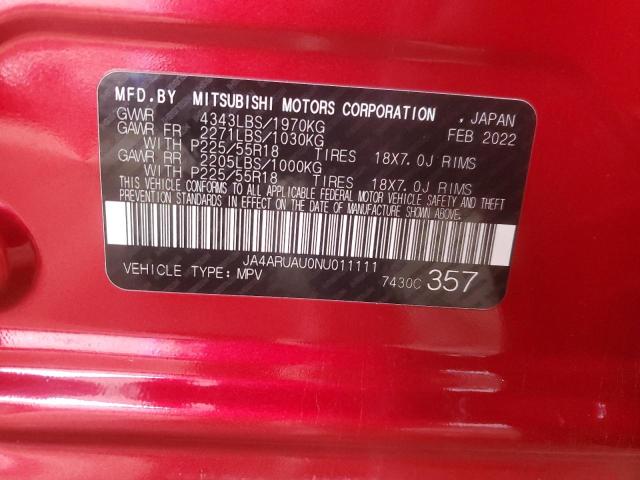 MFD.BY MITSUBISHI MOTORS CORPORATION , JAPAN
GVWR 4343LBS/1970KG FEB 2022
GAWR FR 2271LBS/1030KG
WITH P225/55R18 TIRES 18X7.0J RIMS
GAWR RR 2205LBS/1000KG
WITH P225/55R18 TIRES 18X7.0J RIMS
THIS VEHICLE CONFORMS TO ALL APPLICABLE FEDERAL MOTOR VEHICLE SAFETY AND THEFT
PREVENTION STANDARDS IN EFFECT ON THE DATE OF MANUFACTURE SHOWN ABOVE.
JA4ARUAU0NU011111
VEHICLE TYPE: MPV 7430C 357